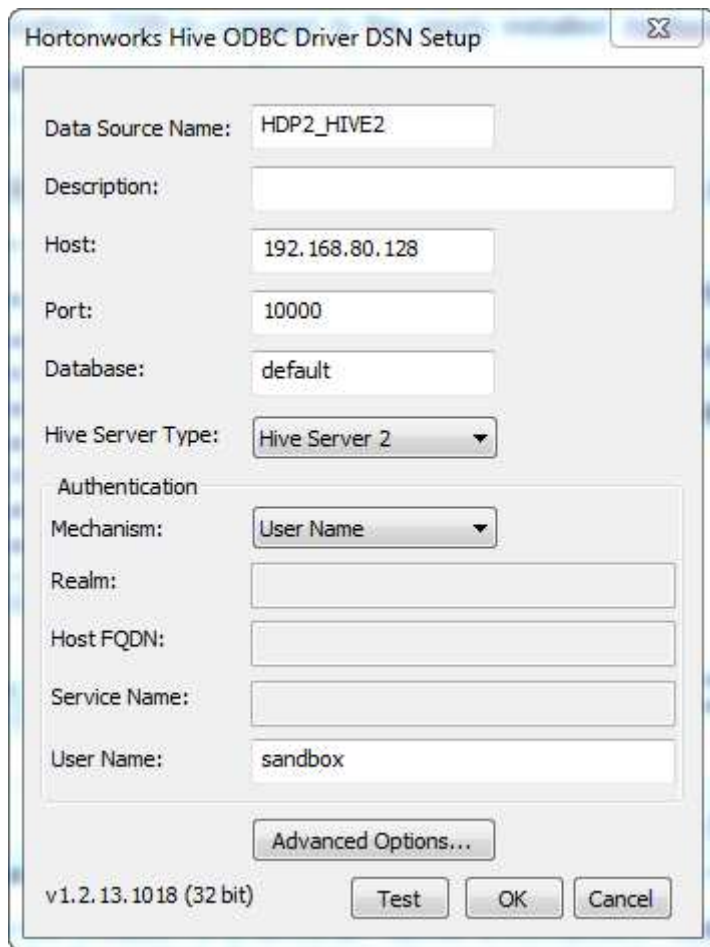 Hortonworks Hive ODBC Driver DSN Setup
Data Source Name: HDP2_HIVE2
Description:
Host: 192.168.80.128
Port: 10000
Database: default
Hive Server Type: Hive Server 2
Authentication
Mechanism: User Name
Realm:
Host FQDN:
Service Name:
User Name: sandbox
Advanced Options...
v1.2.13.1018 (32 bit) Test OK Cancel